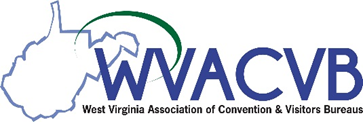 WVACVB
West Virginia Association of Convention & Visitors Bureaus